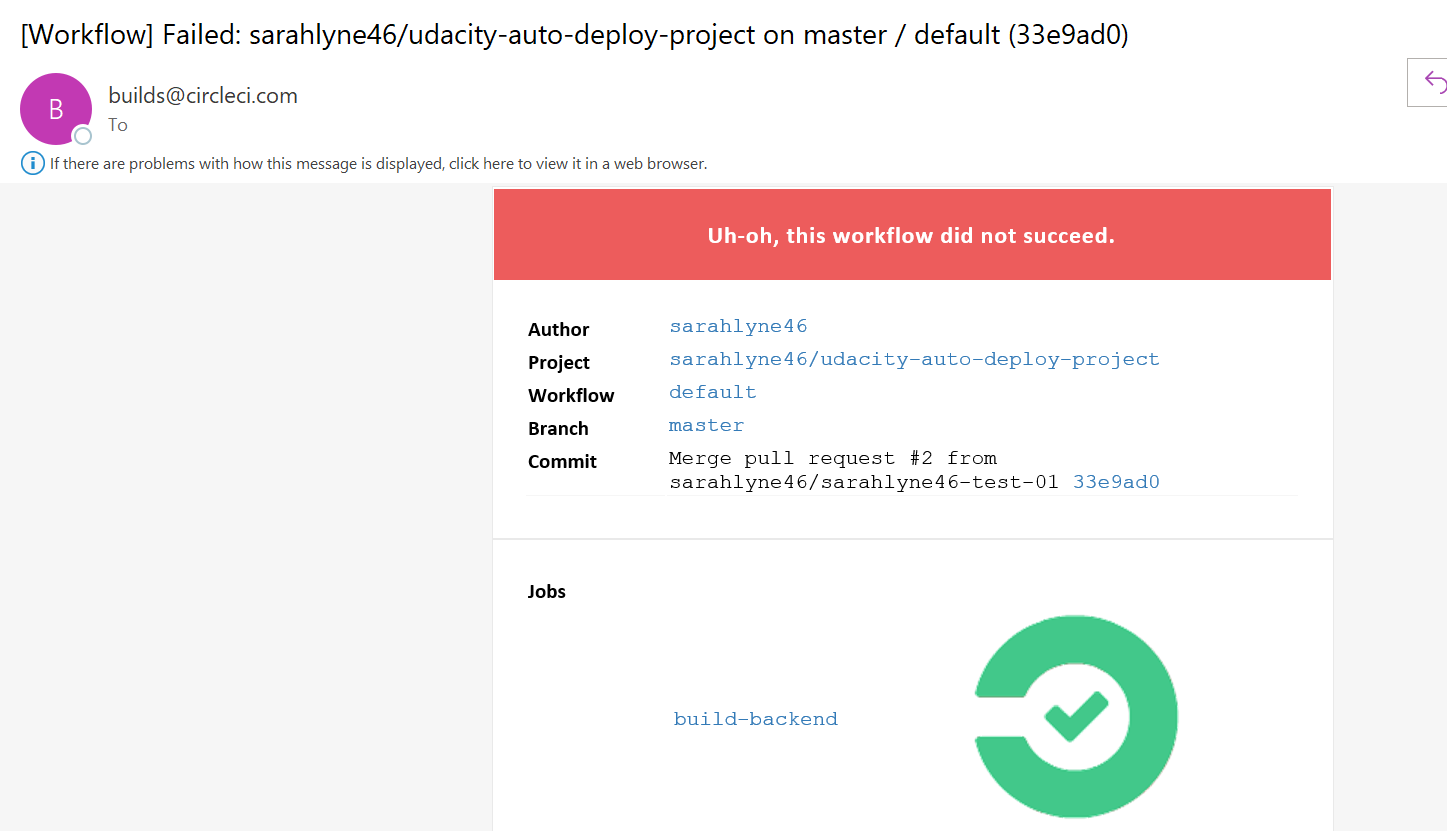 [Workflow] Failed: sarahlyne46/udacity-auto-deploy-project on master / default (33e9ad0)
B
builds@circleci.com
To
If there are problems with how this message is displayed, click here to view it in a web browser.
Uh-oh, this workflow did not succeed.
Author sarahlyne46
Project sarahlyne46/udacity-auto-deploy-project
Workflow default
Branch master
Commit Merge pull request #2 from
sarahlyne46/sarahlyne46-test-01 33e9ad0
Jobs
build-backend